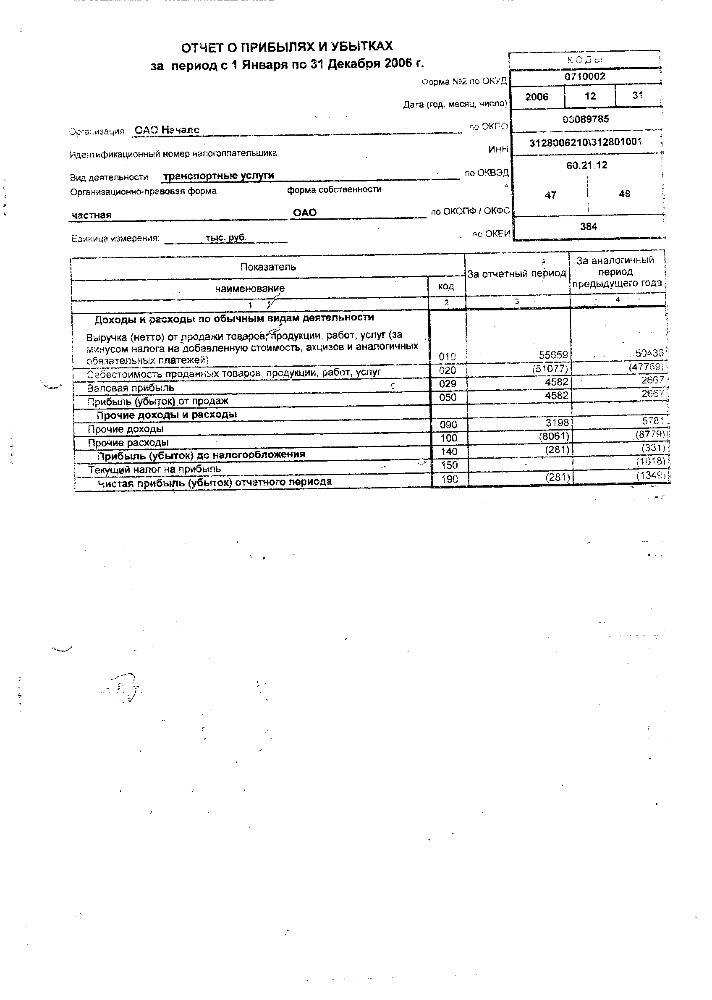 ОТЧЕТ О ПРИБЫЛЯХ И УБЫТКАХ
за период с 1 Января по 31 Декабря 2006 г.
КОДЫ
Форма №2 по ОКУД 0710002
Дата (год, месяц, число) 2006 12 31
Организация ОАО Начало по ОКПО 03089785
Идентификационный номер налогоплательщика ИНН 3128006210\312801001
Вид деятельности транспортные услуги по ОКВЭД 60.21.12
Организационно-правовая форма форма собственности
частная ОАО по ОКОПФ / ОКФС 47 49
Единица измерения: тыс. руб. по ОКЕИ 384
Показатель За отчетный период За аналогичный период предыдущего года
наименование код
1 2 3 4
Доходы и расходы по обычным видам деятельности
Выручка (нетто) от продажи товаров, продукции, работ, услуг (за
минусом налога на добавленную стоимость, акцизов и аналогичных
обязательных платежей) 010 55659 50436
Себестоимость проданных товаров, продукции, работ, услуг 020 (51077) (47769)
Валовая прибыль 029 4582 2667
Прибыль (убыток) от продаж 050 4582 2667
Прочие доходы и расходы
Прочие доходы 090 3198 5781
Прочие расходы 100 (8061) (8779)
Прибыль (убыток) до налогообложения 140 (281) (331)
Текущий налог на прибыль 150 (1018)
Чистая прибыль (убыток) отчетного периода 190 (281) (1349)